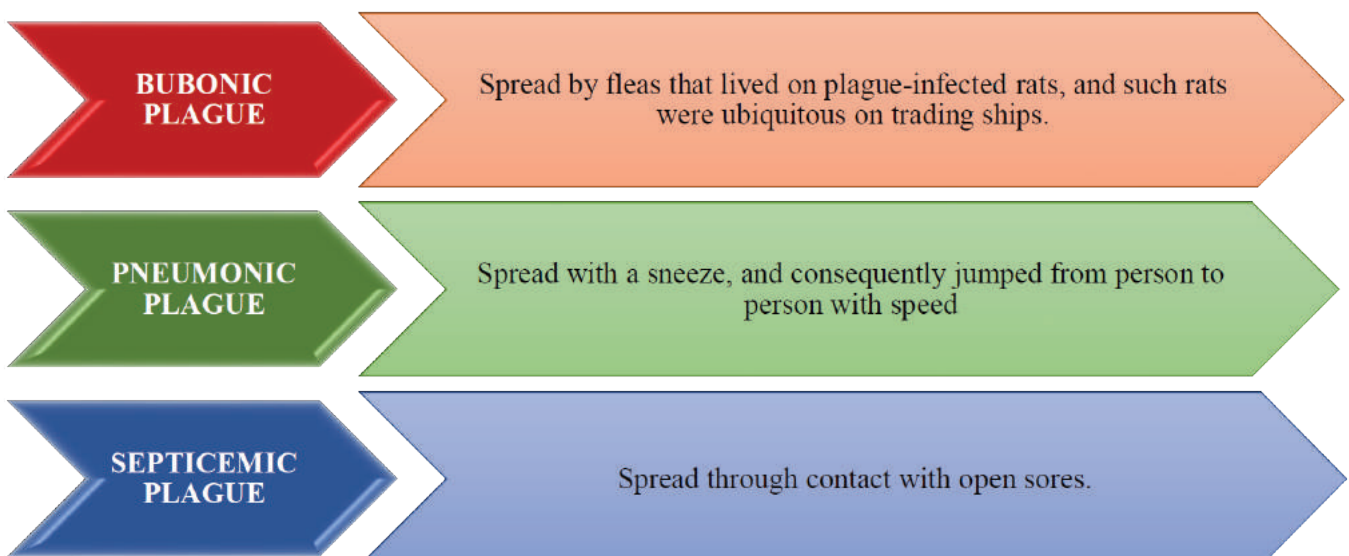 BUBONIC
PLAGUE
Spread by fleas that lived on plague-infected rats, and such rats
were ubiquitous on trading ships.
PNEUMONIC
PLAGUE
Spread with a sneeze, and consequently jumped from person to
person with speed
SEPTICEMIC
PLAGUE
Spread through contact with open sores.